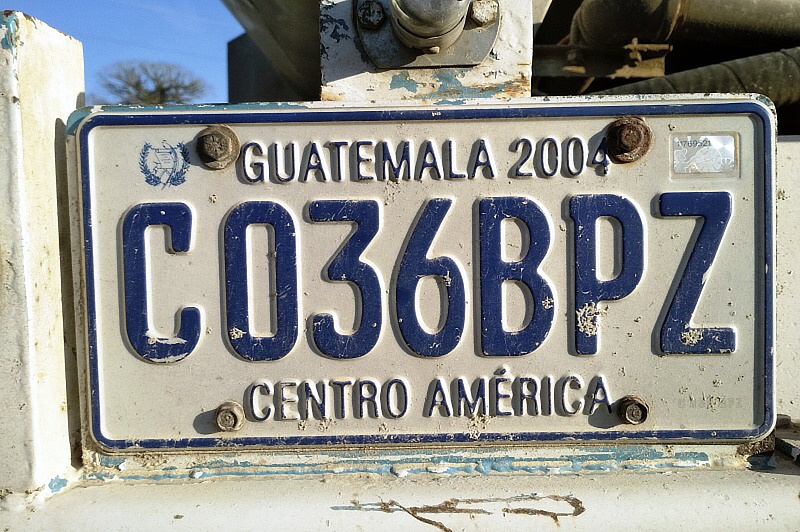 GUATEMALA 2004
C036BPZ
CENTRO AMÉRICA